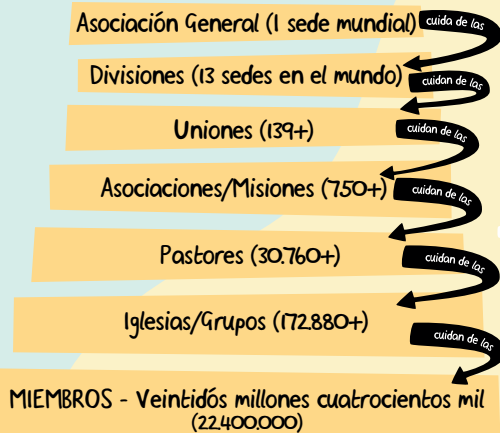 Asociación General (1 sede mundial)
cuida de las
Divisiones (13 sedes en el mundo)
cuidan de las
Uniones (139+)
cuidan de las
Asociaciones/Misiones (750+)
cuidan de las
Pastores (30.760+)
cuidan de las
Iglesias/Grupos (172.880+)
cuidan de las
MIEMBROS - Veintidós millones cuatrocientos mil
(22.400.000)